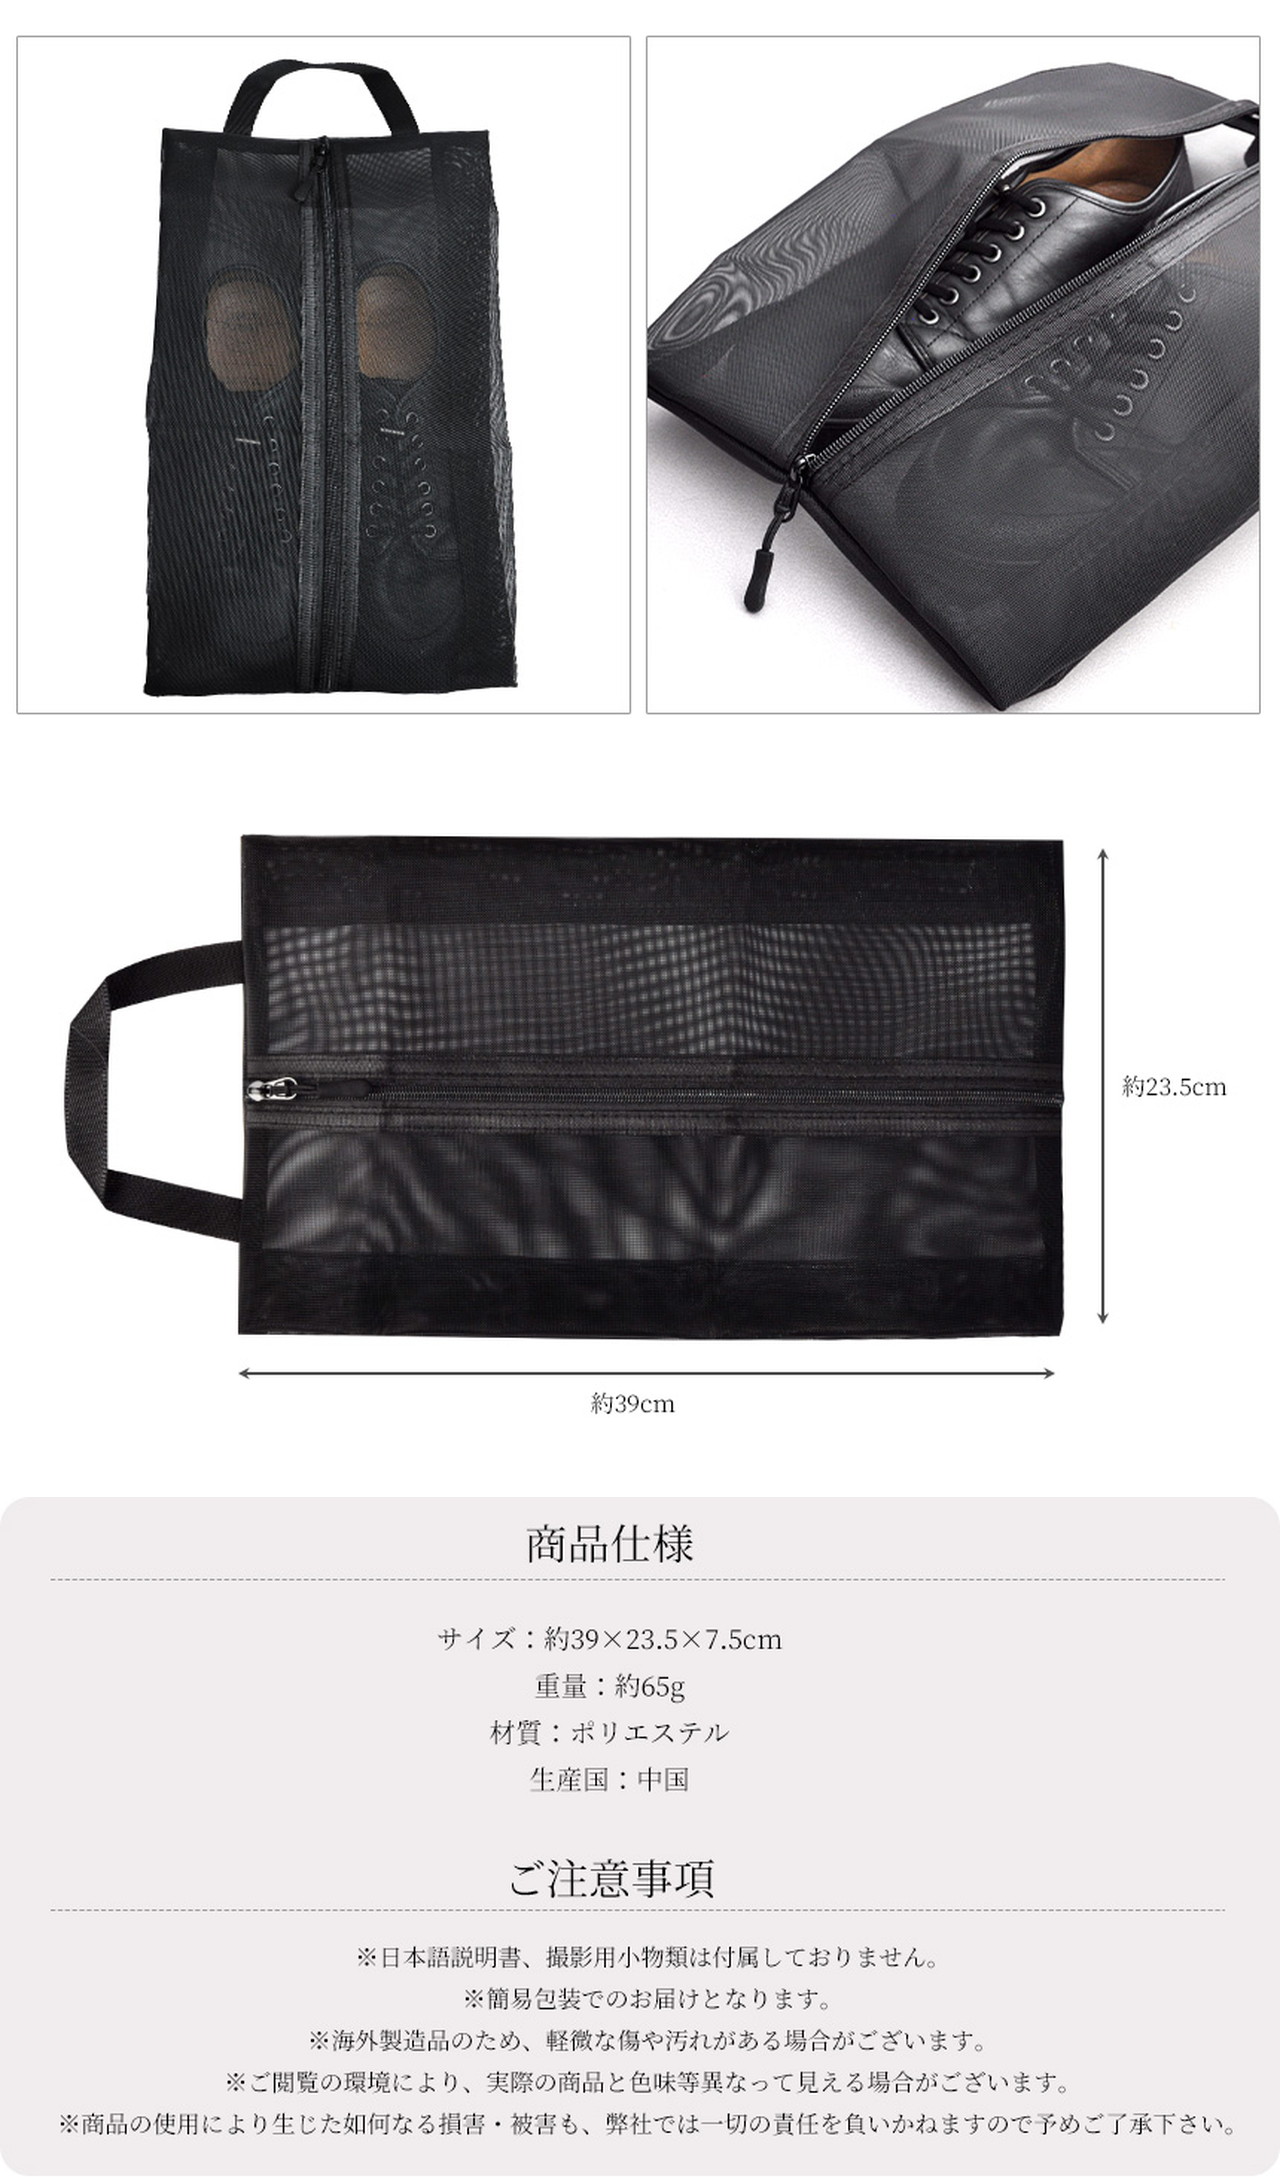 約23.5cm
約39cm
商品仕様
サイズ：約39×23.5×7.5cm
重量：約65g
材質：ポリエステル
生産国：中国
ご注意事項
※日本語説明書、撮影用小物類は付属しておりません。
※簡易包装でのお届けとなります。
※海外製造品のため、軽微な傷や汚れがある場合がございます。
※ご閲覧の環境により、実際の商品と色味等異なって見える場合がございます。
※商品の使用により生じた如何なる損害・被害も、弊社では一切の責任を負いかねますので予めご了承下さい。